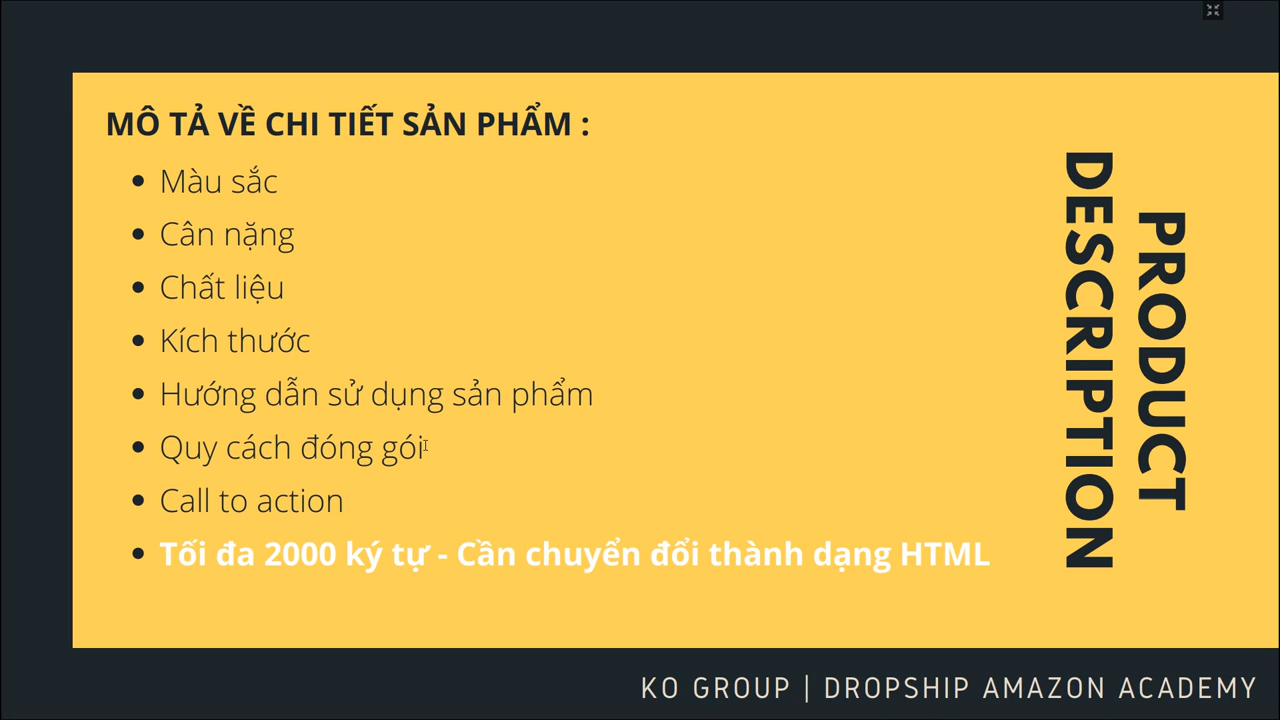 MÔ TẢ VỀ CHI TIẾT SẢN PHẨM :
Màu sắc
Cân nặng
Chất liệu
Kích thước
Hướng dẫn sử dụng sản phẩm
Quy cách đóng gói
Call to action
Tối đa 2000 ký tự - Cần chuyển đổi thành dạng HTML
PRODUCT
DESCRIPTION
KO GROUP | DROPSHIP AMAZON ACADEMY